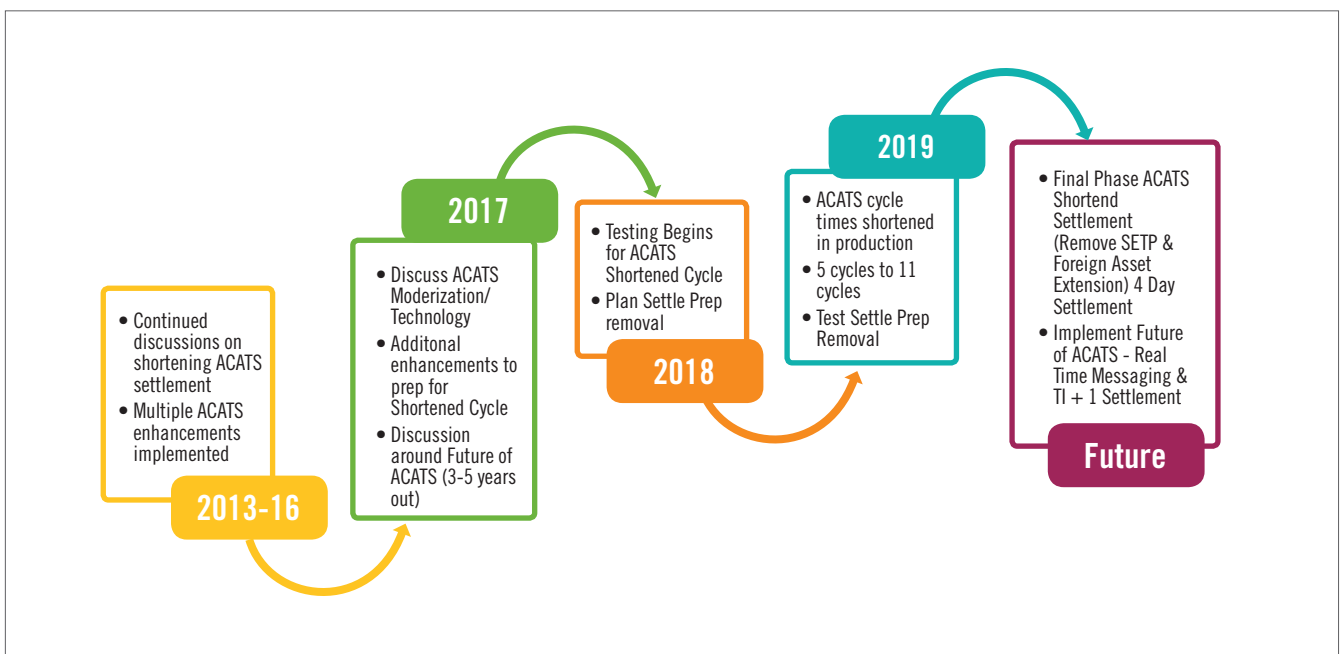 • Continued
discussions on
shortening ACATS
settlement
• Multiple ACATS
enhancements
implemented
2013-16
2017
• Discuss ACATS
Moderization/
Technology
• Additonal
enhancements to
prep for
Shortened Cycle
• Discussion
around Future of
ACATS (3-5 years
out)
• Testing Begins
for ACATS
Shortened Cycle
• Plan Settle Prep
removal
2018
2019
• ACATS cycle
times shortened
in production
• 5 cycles to 11
cycles
• Test Settle Prep
Removal
• Final Phase ACATS
Shortend
Settlement
(Remove SETP &
Foreign Asset
Extension) 4 Day
Settlement
• Implement Future
of ACATS - Real
Time Messaging &
TI + 1 Settlement
Future